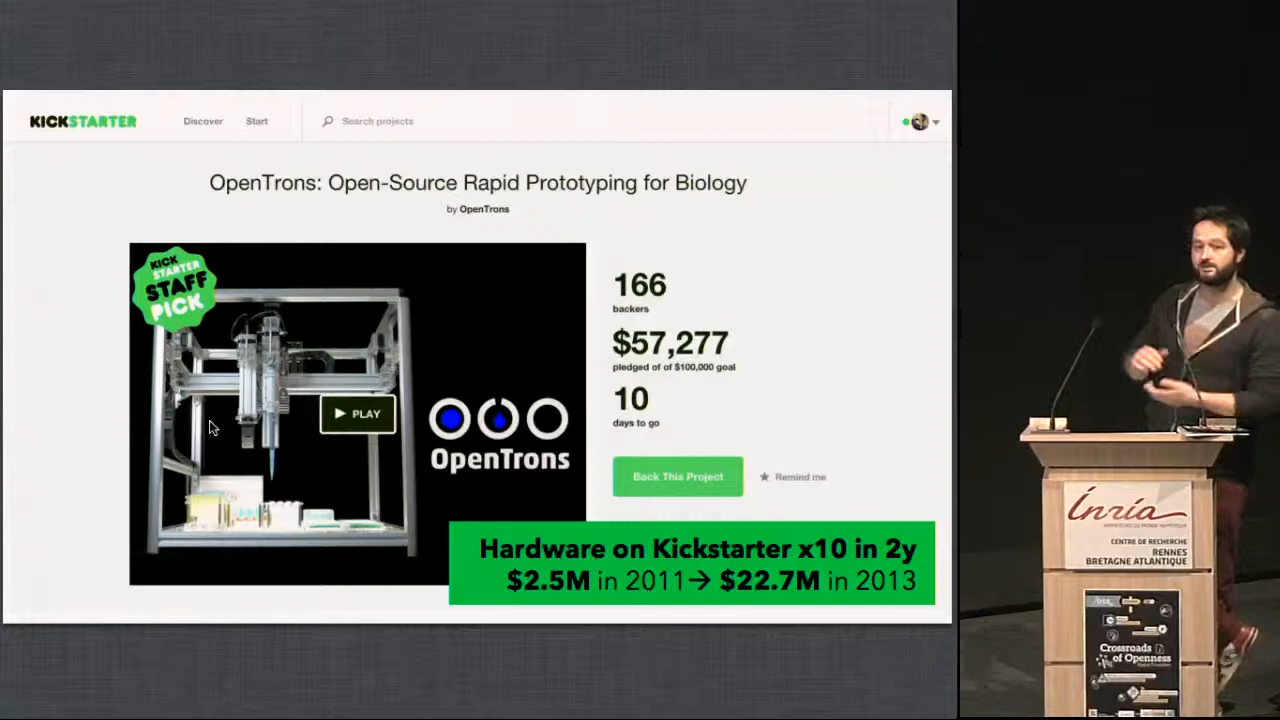 KICKSTARTER
Discover
Start
Search projects
OpenTrons: Open-Source Rapid Prototyping for Biology
by OpenTrons
KICK
STARTER
STAFF
PICK
PLAY
OpenTrons
166
backers
$57,277
pledged of of $100,000 goal
10
days to go
Back This Project
Remind me
Hardware on Kickstarter x10 in 2y
$2.5M in 2011→ $22.7M in 2013
Inria
CENTRE DE RECHERCHE
RENNES
BRETAGNE ATLANTIQUE
Crossroads
of Openness